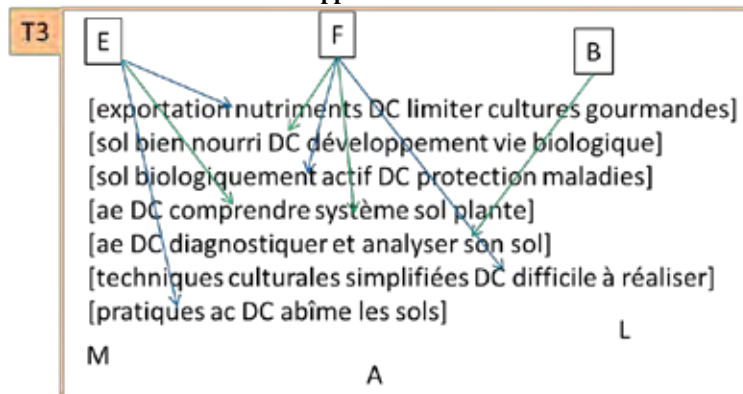 T3
E F B
[exportation nutriments DC limiter cultures gourmandes]
[sol bien nourri DC développement vie biologique]
[sol biologiquement actif DC protection maladies]
[ae DC comprendre système sol plante]
[ae DC diagnostiquer et analyser son sol]
[techniques culturales simplifiées DC difficile à réaliser]
[pratiques ac DC abîme les sols]
L
M
A